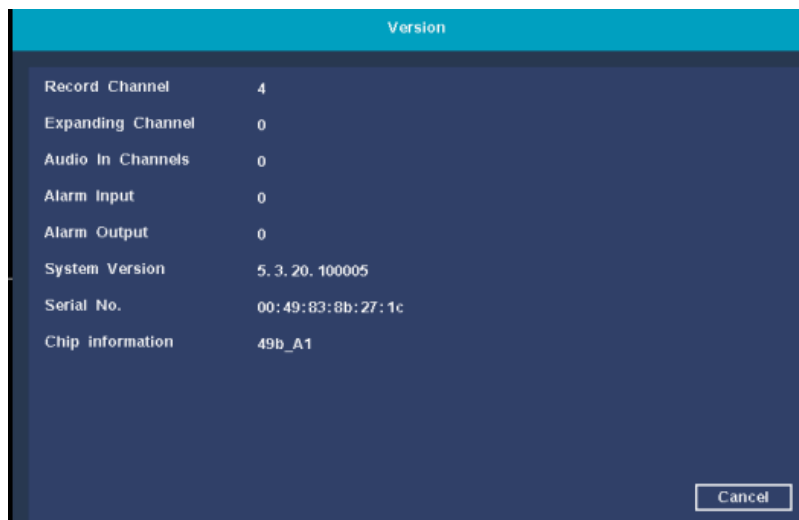 Version
Record Channel 4
Expanding Channel 0
Audio In Channels 0
Alarm Input 0
Alarm Output 0
System Version 5.3.20.100005
Serial No. 00:49:83:8b:27:1c
Chip information 49b_A1
Cancel